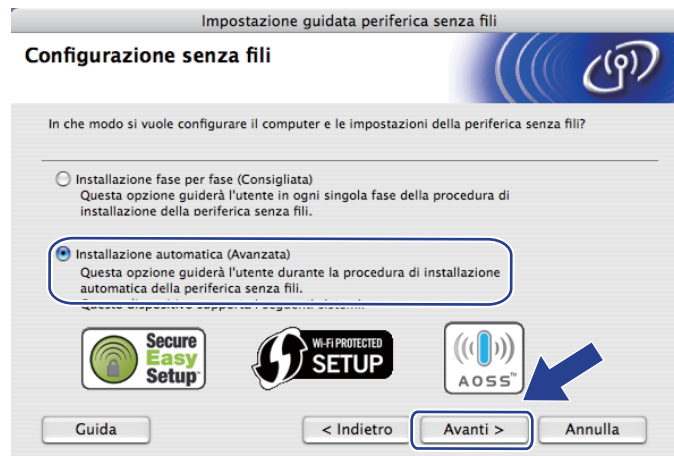 Impostazione guidata periferica senza fili
Configurazione senza fili
In che modo si vuole configurare il computer e le impostazioni della periferica senza fili?
Installazione fase per fase (Consigliata)
Questa opzione guiderà l'utente in ogni singola fase della procedura di
installazione della periferica senza fili.
Installazione automatica (Avanzata)
Questa opzione guiderà l'utente durante la procedura di installazione
automatica della periferica senza fili.
Secure
Easy
Setup
Wi-Fi PROTECTED
SETUP
AOSS™
Guida
< Indietro
Avanti >
Annulla